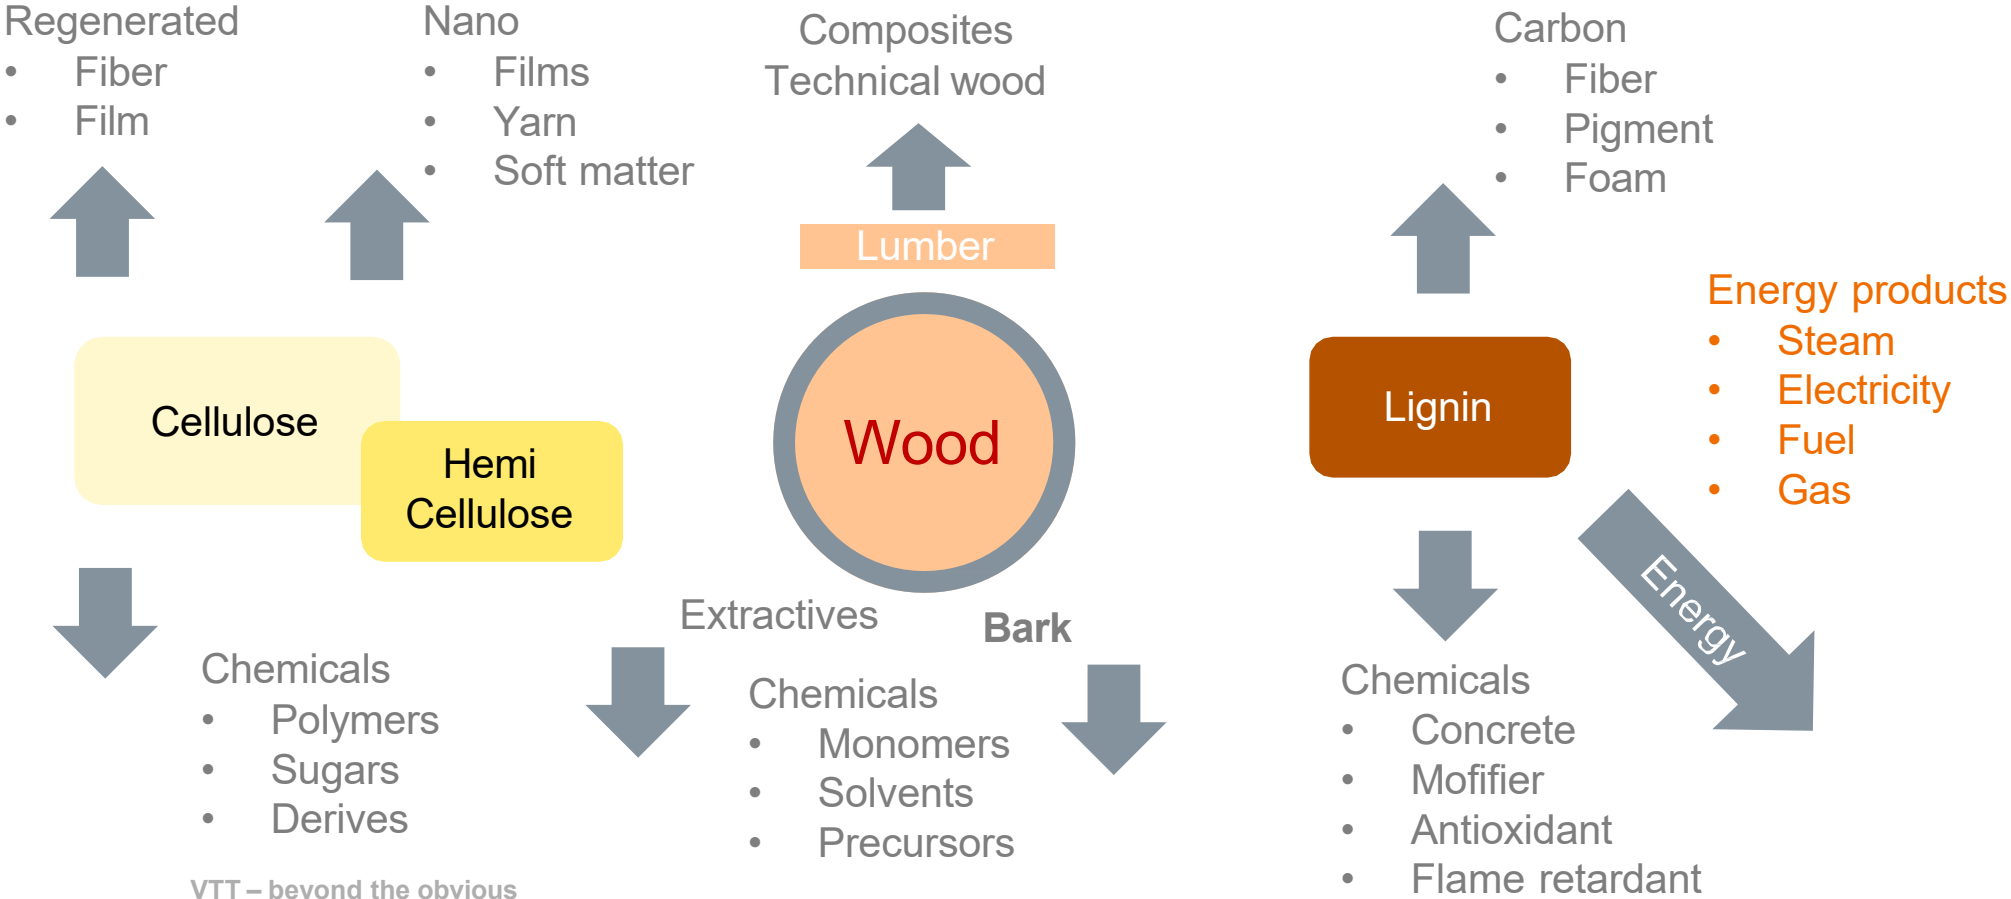 Regenerated
• Fiber
• Film
Nano
• Films
• Yarn
• Soft matter
Composites
Technical wood
Lumber
Carbon
• Fiber
• Pigment
• Foam
Energy products
• Steam
• Electricity
• Fuel
• Gas
Cellulose
Hemi
Cellulose
Wood
Lignin
Energy
Extractives
Bark
Chemicals
• Polymers
• Sugars
• Derives
Chemicals
• Monomers
• Solvents
• Precursors
Chemicals
• Concrete
• Mofifier
• Antioxidant
• Flame retardant
VTT – beyond the obvious